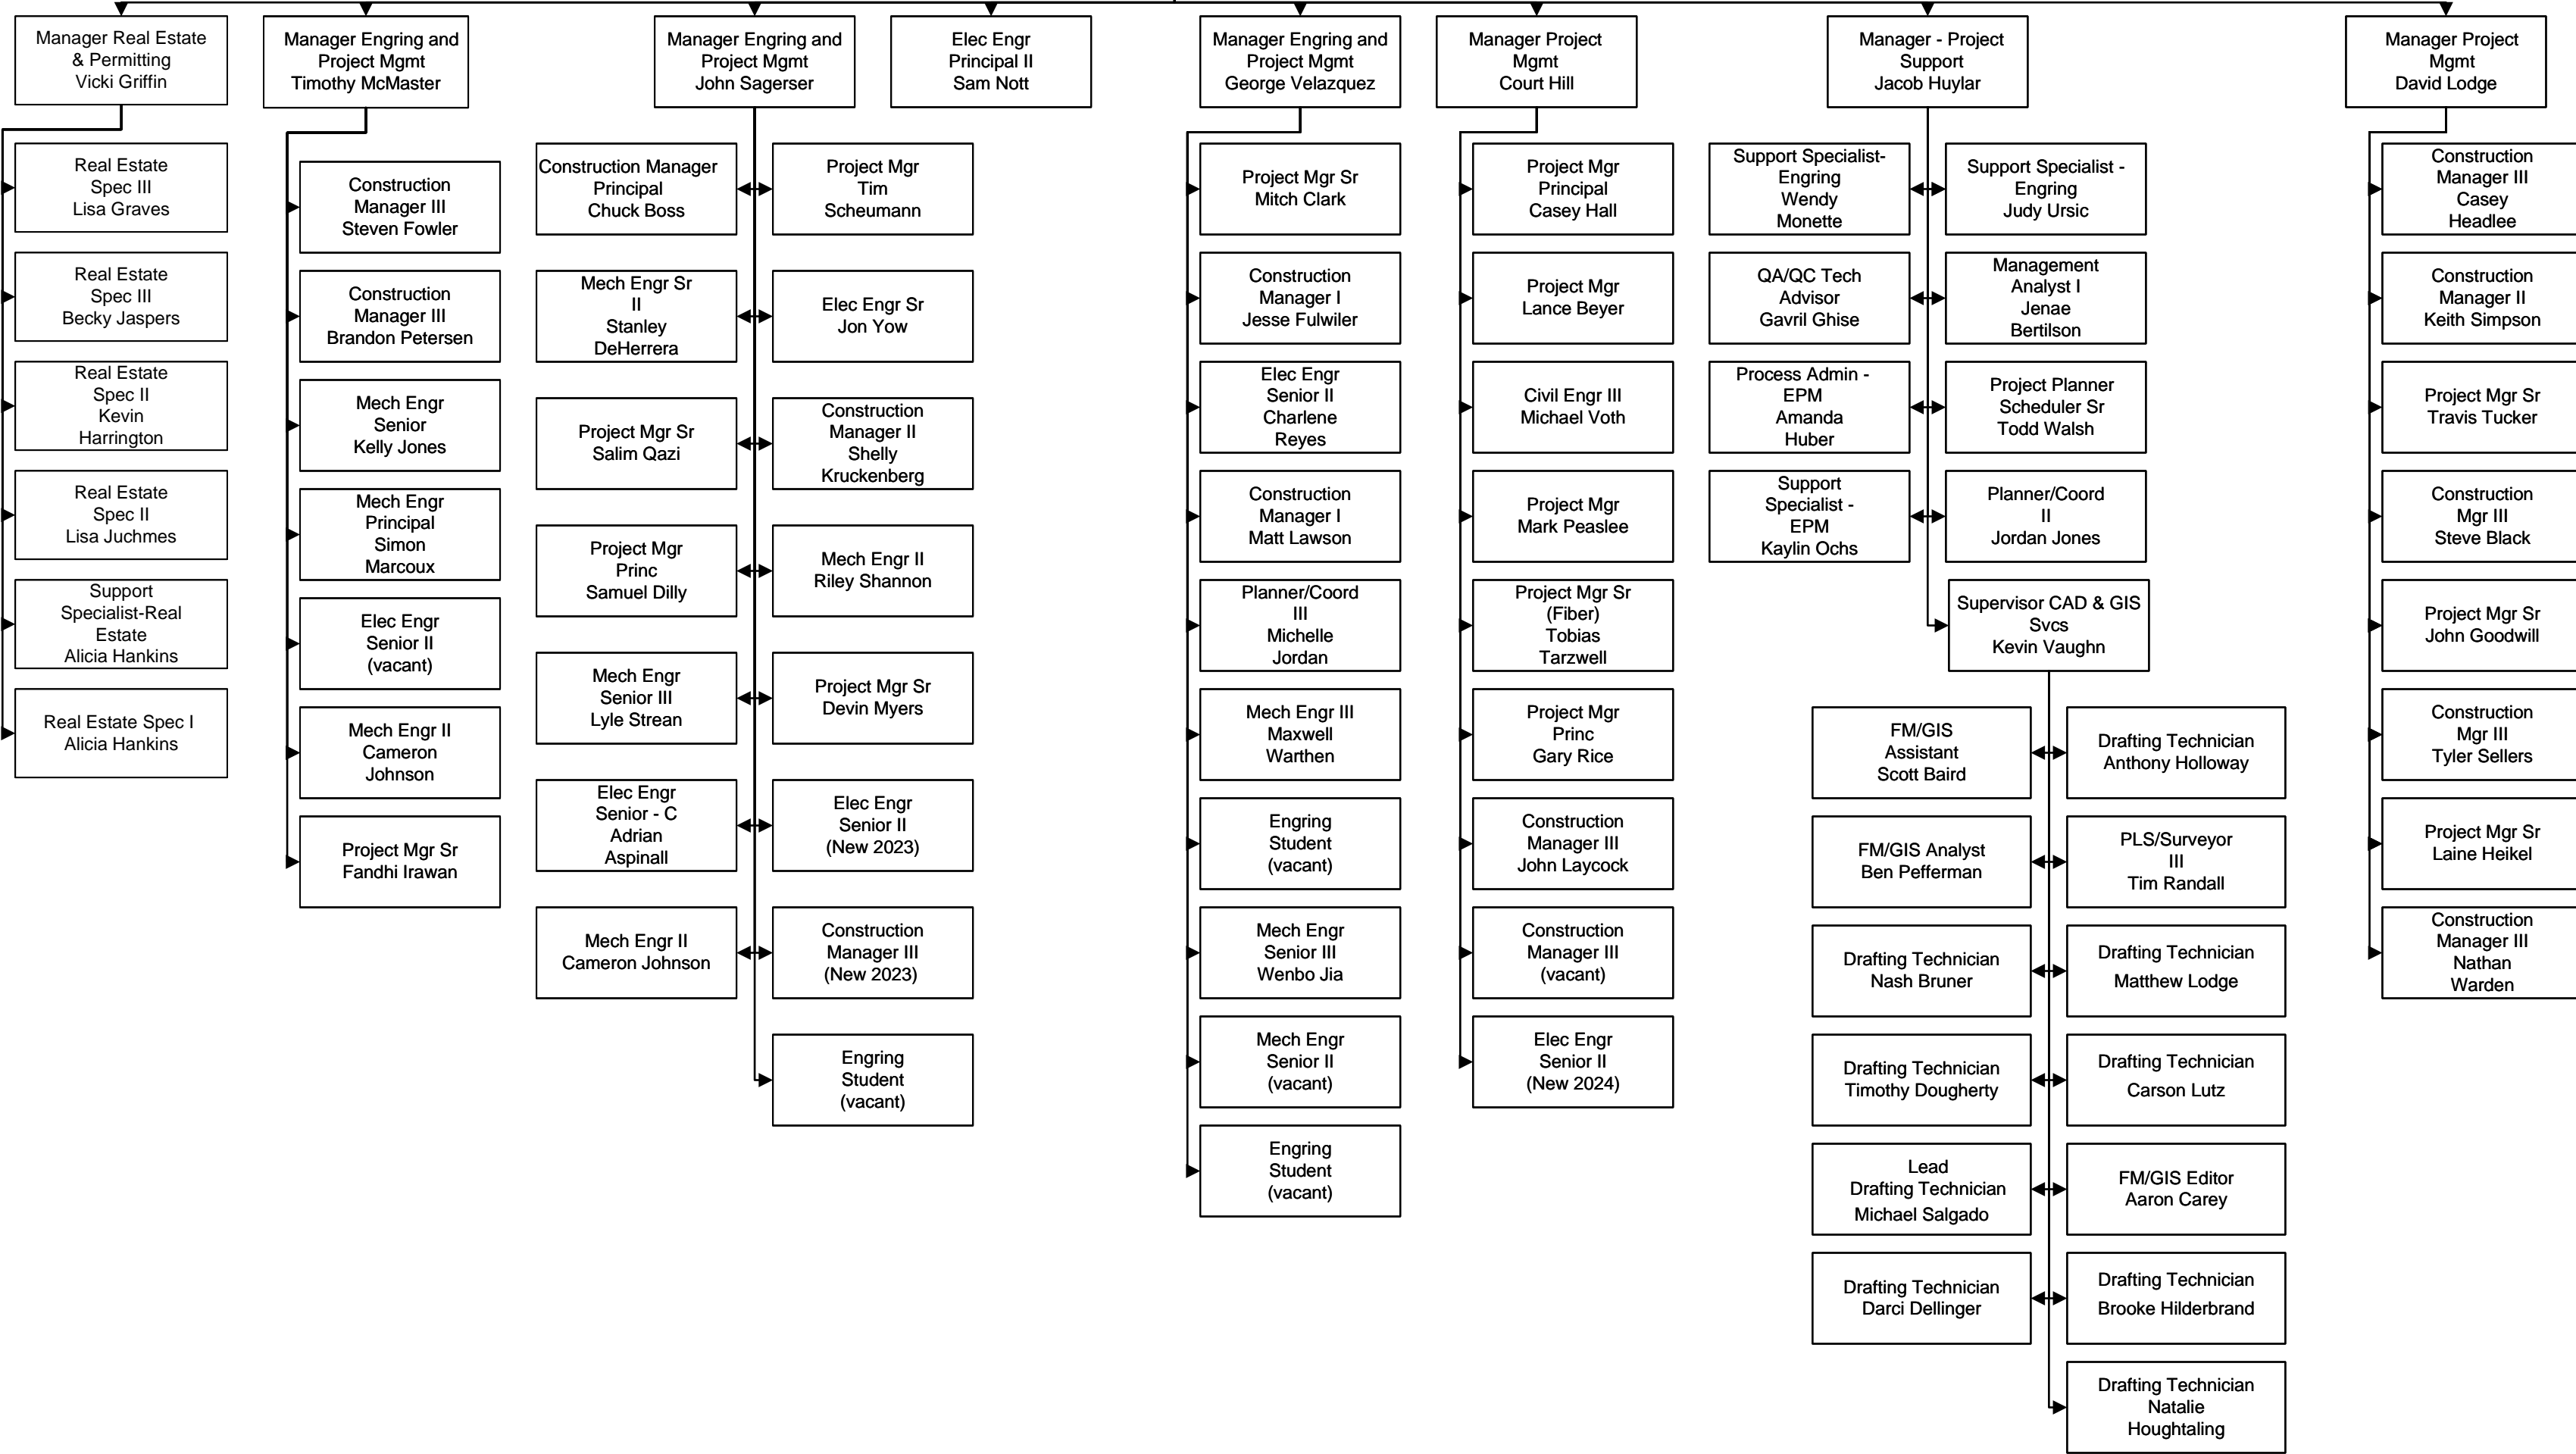 Manager Real Estate
& Permitting
Vicki Griffin
Manager Engring and
Project Mgmt
Timothy McMaster
Manager Engring and
Project Mgmt
John Sagerser
Elec Engr
Principal II
Sam Nott
Manager Engring and
Project Mgmt
George Velazquez
Manager Project
Mgmt
Court Hill
Manager - Project
Support
Jacob Huylar
Manager Project
Mgmt
David Lodge
Real Estate
Spec III
Lisa Graves
Real Estate
Spec III
Becky Jaspers
Real Estate
Spec II
Kevin
Harrington
Real Estate
Spec II
Lisa Juchmes
Support
Specialist-Real
Estate
Alicia Hankins
Real Estate Spec I
Alicia Hankins
Construction
Manager III
Steven Fowler
Construction
Manager III
Brandon Petersen
Mech Engr
Senior
Kelly Jones
Mech Engr
Principal
Simon
Marcoux
Elec Engr
Senior II
(vacant)
Mech Engr II
Cameron
Johnson
Project Mgr Sr
Fandhi Irawan
Construction Manager
Principal
Chuck Boss
Project Mgr
Tim
Scheumann
Mech Engr Sr
II
Stanley
DeHerrera
Elec Engr Sr
Jon Yow
Project Mgr Sr
Salim Qazi
Construction
Manager II
Shelly
Kruckenberg
Project Mgr
Princ
Samuel Dilly
Mech Engr II
Riley Shannon
Mech Engr
Senior III
Lyle Strean
Project Mgr Sr
Devin Myers
Elec Engr
Senior - C
Adrian
Aspinall
Elec Engr
Senior II
(New 2023)
Mech Engr II
Cameron Johnson
Construction
Manager III
(New 2023)
Engring
Student
(vacant)
Project Mgr Sr
Mitch Clark
Construction
Manager I
Jesse Fulwiler
Elec Engr
Senior II
Charlene
Reyes
Construction
Manager I
Matt Lawson
Planner/Coord
III
Michelle
Jordan
Mech Engr III
Maxwell
Warthen
Engring
Student
(vacant)
Mech Engr
Senior III
Wenbo Jia
Mech Engr
Senior II
(vacant)
Engring
Student
(vacant)
Project Mgr
Principal
Casey Hall
Project Mgr
Lance Beyer
Civil Engr III
Michael Voth
Project Mgr
Mark Peaslee
Project Mgr Sr
(Fiber)
Tobias
Tarzwell
Project Mgr
Princ
Gary Rice
Construction
Manager III
John Laycock
Construction
Manager III
(vacant)
Elec Engr
Senior II
(New 2024)
Support Specialist-
Engring
Wendy
Monette
Support Specialist -
Engring
Judy Ursic
QA/QC Tech
Advisor
Gavril Ghise
Management
Analyst I
Jenae
Bertilson
Process Admin -
EPM
Amanda
Huber
Project Planner
Scheduler Sr
Todd Walsh
Support
Specialist -
EPM
Kaylin Ochs
Planner/Coord
II
Jordan Jones
Supervisor CAD & GIS
Svcs
Kevin Vaughn
FM/GIS
Assistant
Scott Baird
Drafting Technician
Anthony Holloway
FM/GIS Analyst
Ben Pefferman
PLS/Surveyor
III
Tim Randall
Drafting Technician
Nash Bruner
Drafting Technician
Matthew Lodge
Drafting Technician
Timothy Dougherty
Drafting Technician
Carson Lutz
Lead
Drafting Technician
Michael Salgado
FM/GIS Editor
Aaron Carey
Drafting Technician
Darci Dellinger
Drafting Technician
Brooke Hilderbrand
Drafting Technician
Natalie
Houghtaling
Construction
Manager III
Casey
Headlee
Construction
Manager II
Keith Simpson
Project Mgr Sr
Travis Tucker
Construction
Mgr III
Steve Black
Project Mgr Sr
John Goodwill
Construction
Mgr III
Tyler Sellers
Project Mgr Sr
Laine Heikel
Construction
Manager III
Nathan
Warden